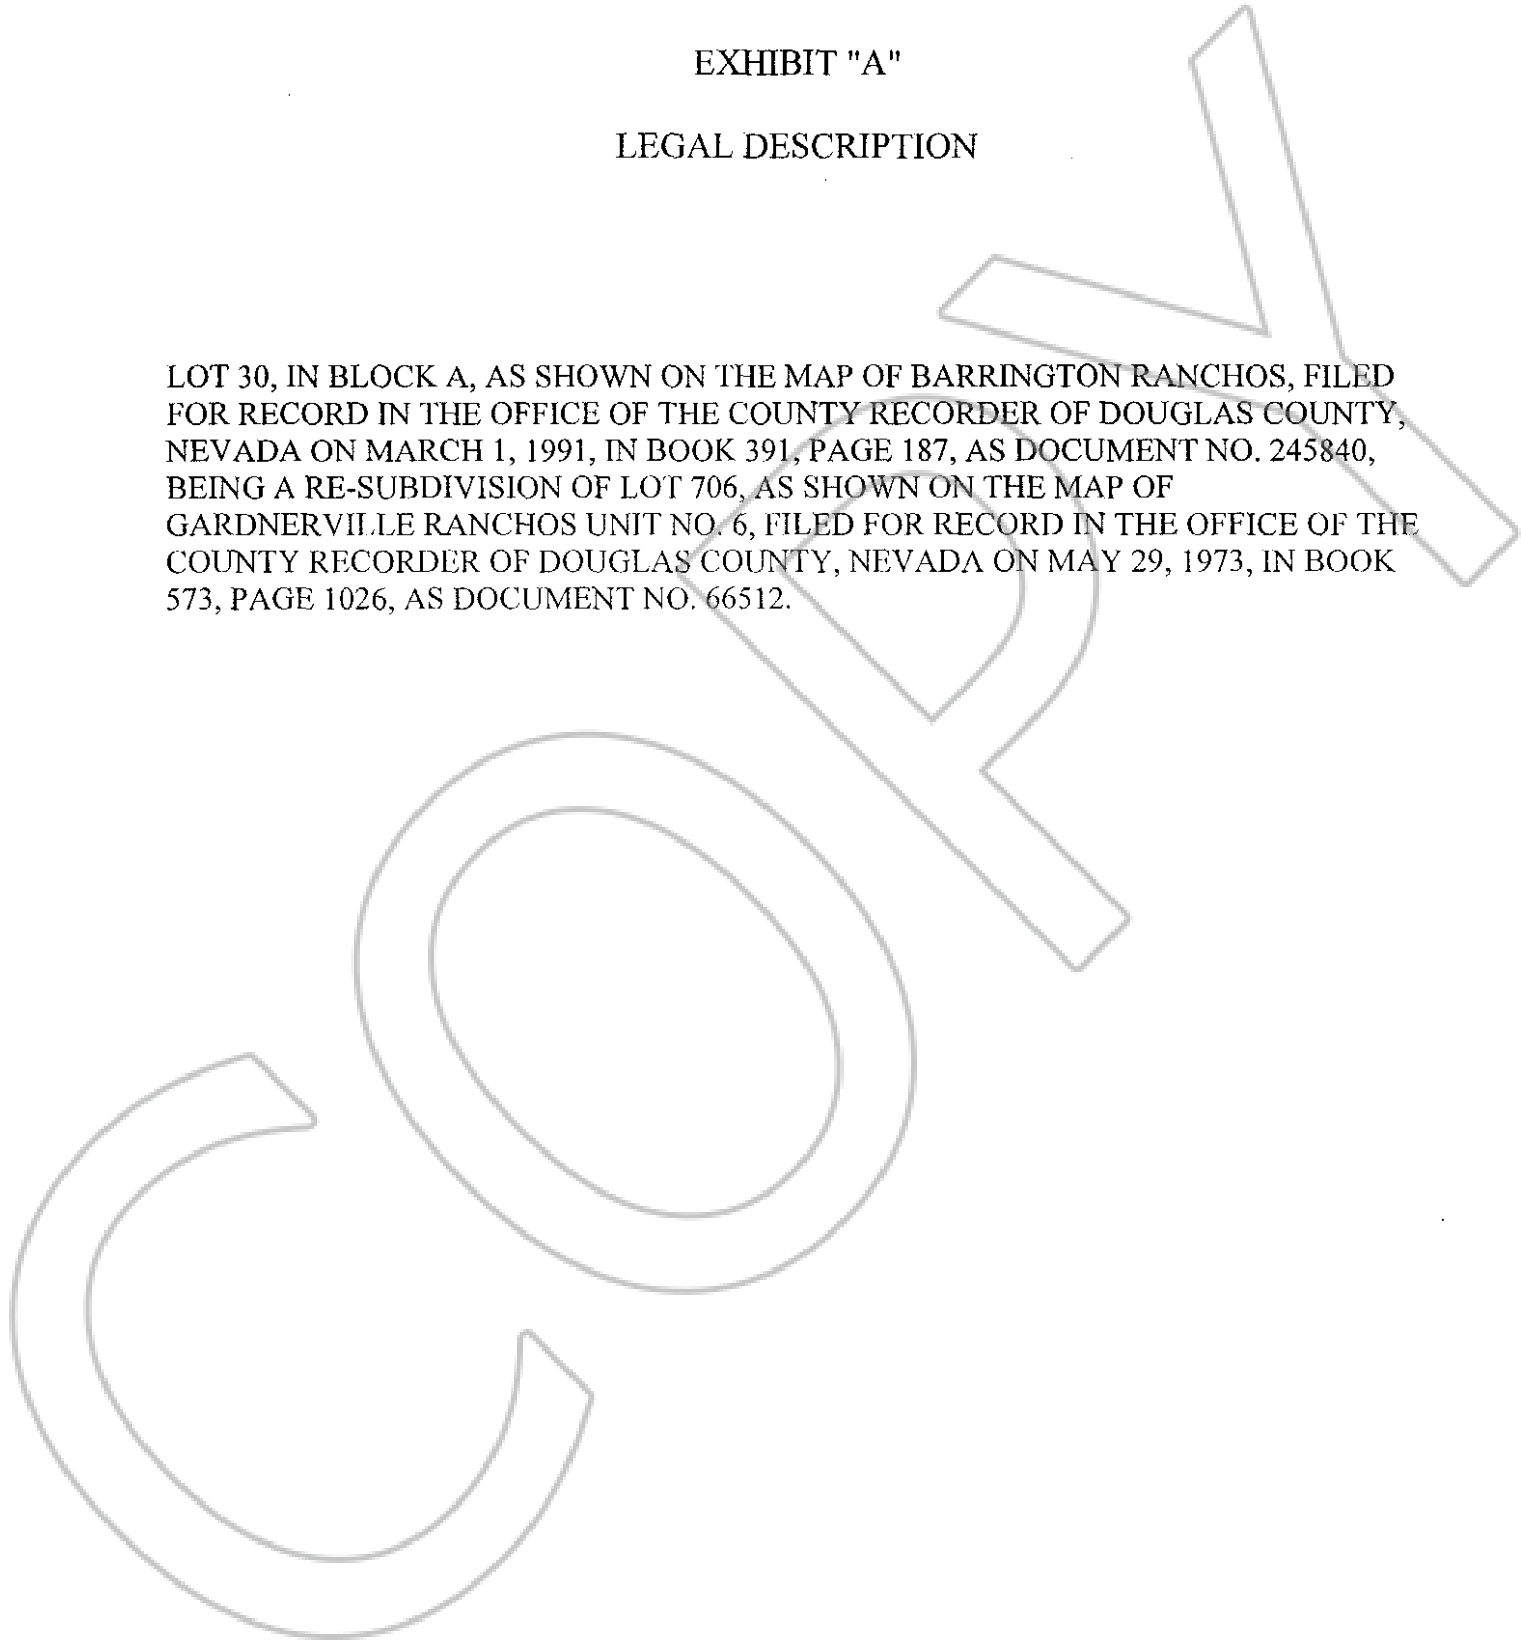 EXHIBIT "A"
LEGAL DESCRIPTION
LOT 30, IN BLOCK A, AS SHOWN ON THE MAP OF BARRINGTON RANCHOS, FILED
FOR RECORD IN THE OFFICE OF THE COUNTY RECORDER OF DOUGLAS COUNTY,
NEVADA ON MARCH 1, 1991, IN BOOK 391, PAGE 187, AS DOCUMENT NO. 245840,
BEING A RE-SUBDIVISION OF LOT 706, AS SHOWN ON THE MAP OF
GARDNERVILLE RANCHOS UNIT NO. 6, FILED FOR RECORD IN THE OFFICE OF THE
COUNTY RECORDER OF DOUGLAS COUNTY, NEVADA ON MAY 29, 1973, IN BOOK
573, PAGE 1026, AS DOCUMENT NO. 66512.
COPY